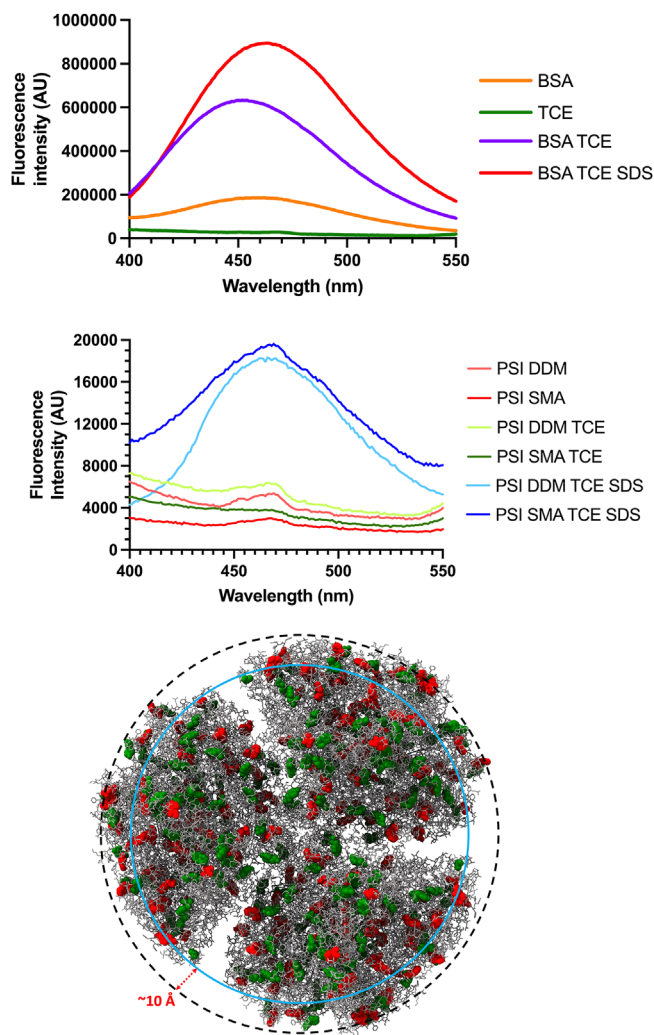 Fluorescence
intensity (AU)
1000000
800000
600000
400000
200000
0
400
450
500
550
Wavelength (nm)
BSA
TCE
BSA TCE
BSA TCE SDS
Fluorescence
Intensity (AU)
20000
16000
12000
8000
4000
0
400
450
500
550
Wavelength (nm)
PSI DDM
PSI SMA
PSI DDM TCE
PSI SMA TCE
PSI DDM TCE SDS
PSI SMA TCE SDS
~10 Å